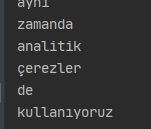 aynı
zamanda
analitik
çerezler
de
kullanıyoruz